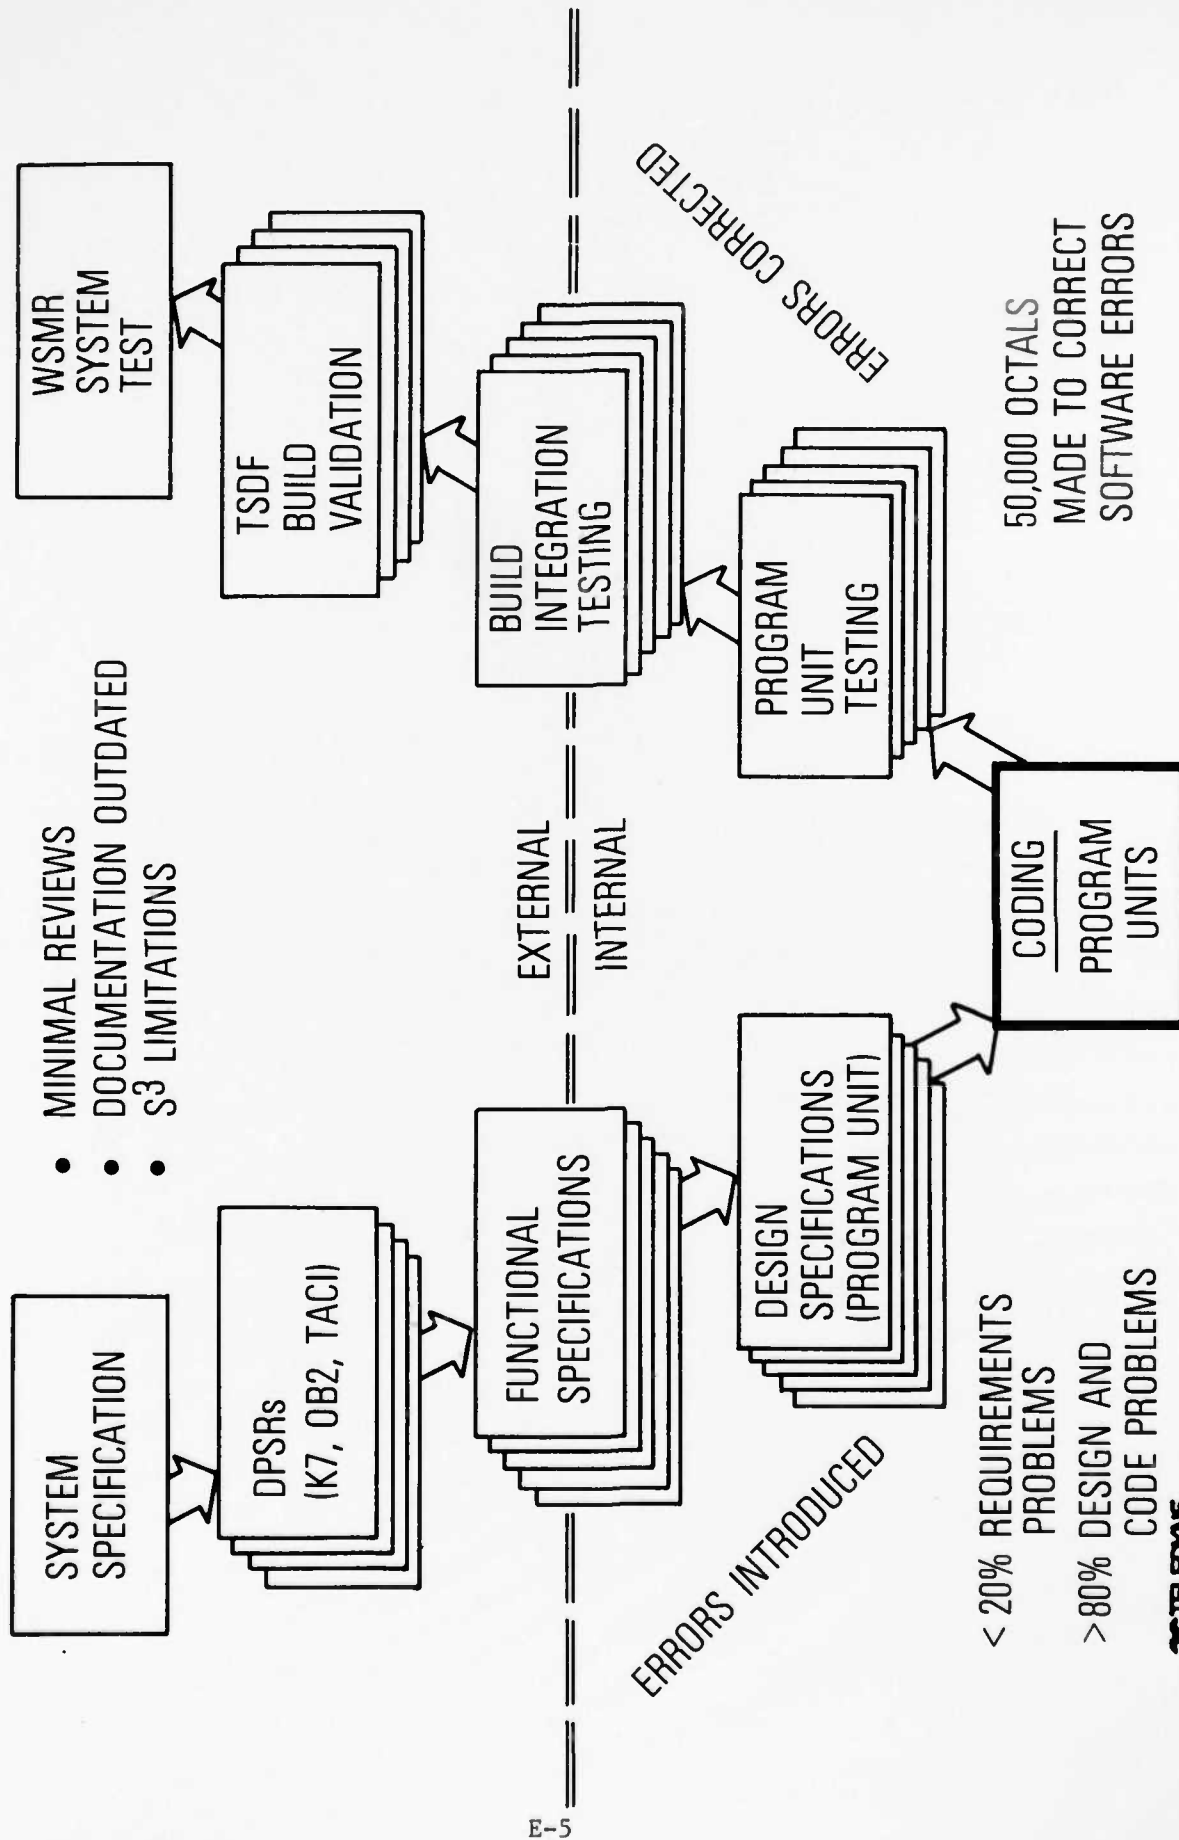 • MINIMAL REVIEWS
• DOCUMENTATION OUTDATED
• S³ LIMITATIONS
SYSTEM
SPECIFICATION
DPSRs
(K7, OB2, TACI)
FUNCTIONAL
SPECIFICATIONS
DESIGN
SPECIFICATIONS
(PROGRAM UNIT)
CODING
PROGRAM
UNITS
PROGRAM
UNIT
TESTING
BUILD
INTEGRATION
TESTING
TSDF
BUILD
VALIDATION
WSMR
SYSTEM
TEST
EXTERNAL
INTERNAL
ERRORS INTRODUCED
ERRORS CORRECTED
< 20% REQUIREMENTS
PROBLEMS
>80% DESIGN AND
CODE PROBLEMS
50,000 OCTALS
MADE TO CORRECT
SOFTWARE ERRORS
E-5